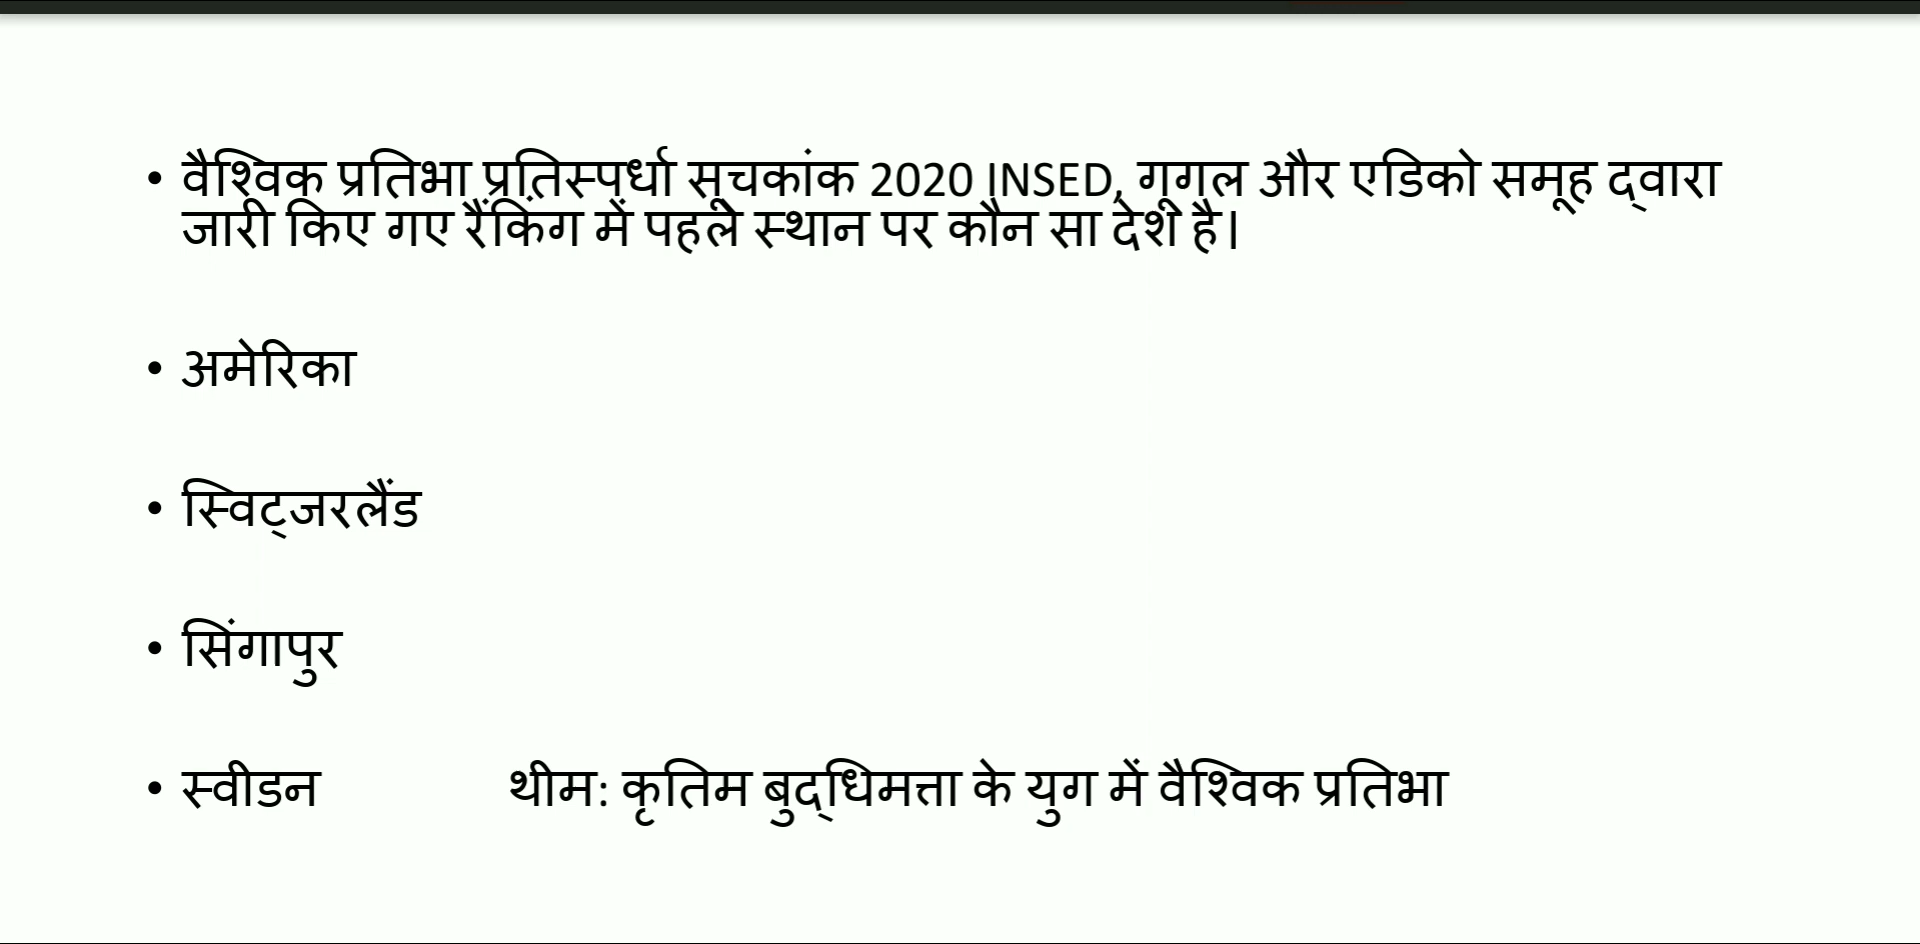 • वैश्विक प्रतिभा प्रतिस्पर्धा सूचकांक 2020 INSED, गूगल और एडिको समूह द्वारा
जारी किए गए रैंकिंग में पहले स्थान पर कौन सा देश है।
• अमेरिका
• स्विट्जरलैंड
• सिंगापुर
• स्वीडन थीम: कृतिम बुद्धिमत्ता के युग में वैश्विक प्रतिभा